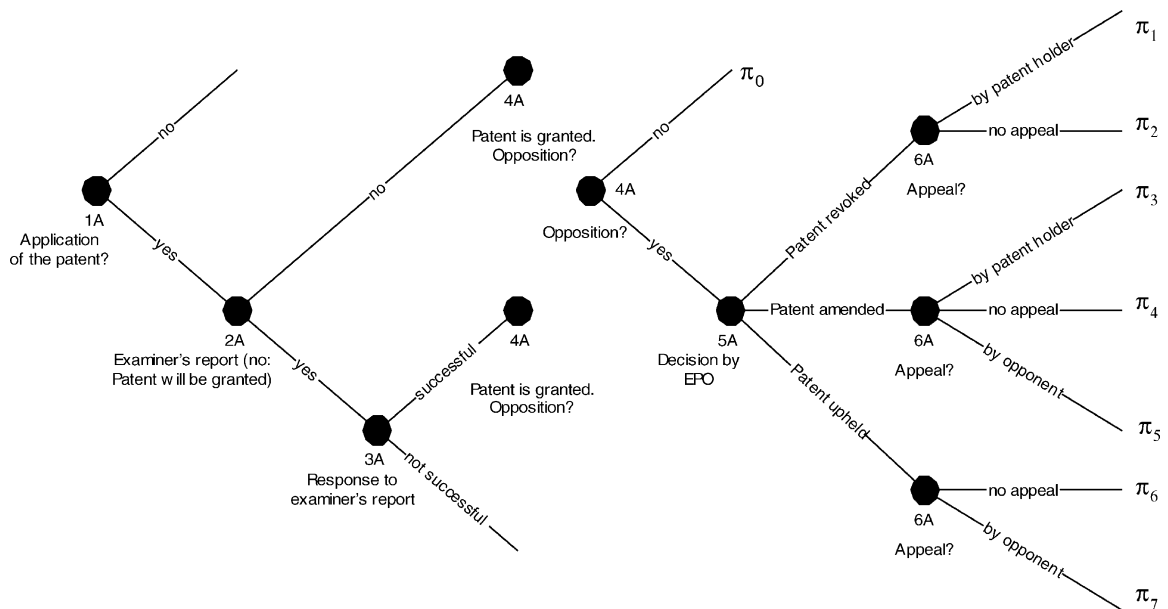 no
1A
Application
of the patent?
yes
2A
Examiner's report (no:
Patent will be granted)
no
4A
Patent is granted.
Opposition?
yes
3A
Response to
examiner's report
successful
4A
Patent is granted.
Opposition?
not successful
π0
no
4A
Opposition?
yes
5A
Decision by
EPO
Patent revoked
6A
Appeal?
by patent holder
π1
no appeal
π2
Patent amended
6A
Appeal?
by patent holder
π3
no appeal
π4
by opponent
π5
Patent upheld
6A
Appeal?
no appeal
π6
by opponent
π7